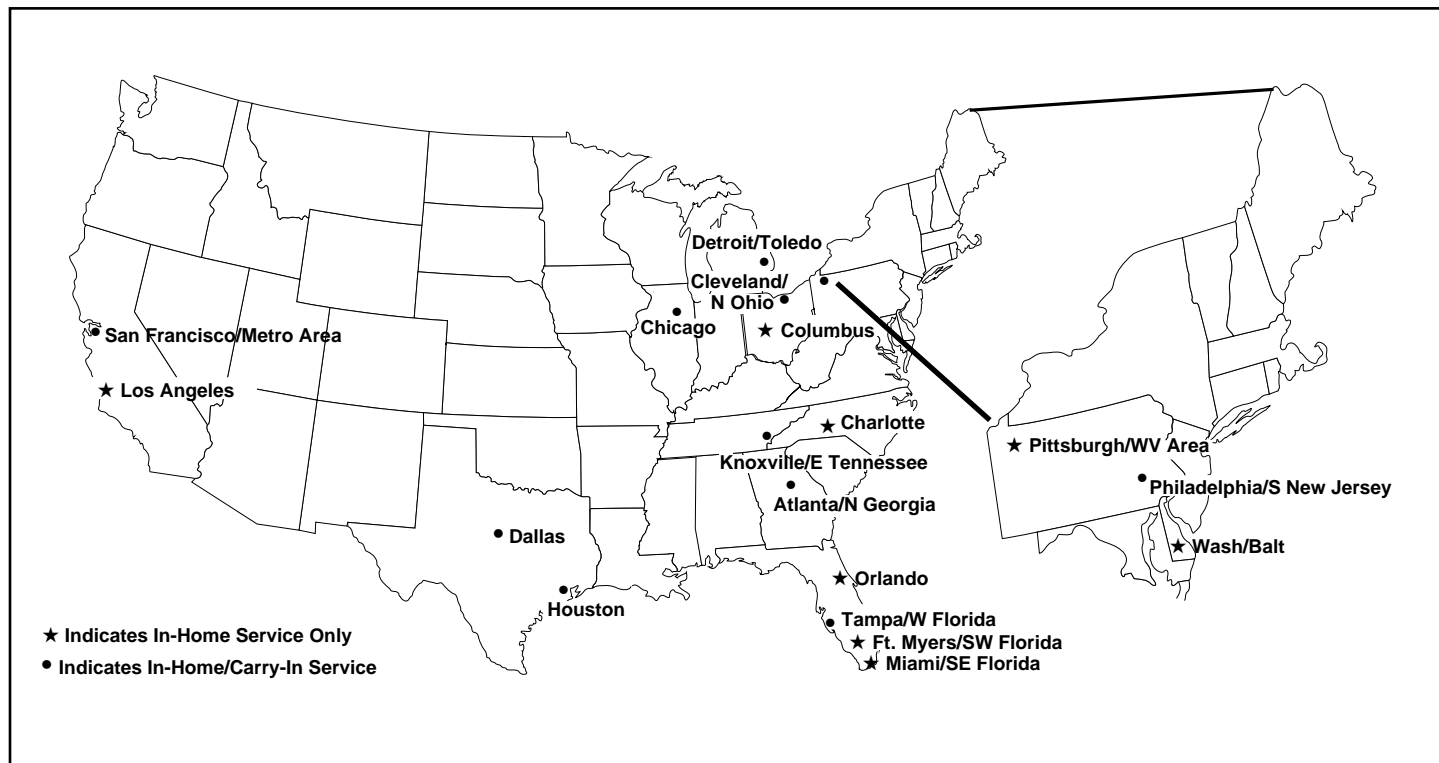 Detroit/Toledo
Cleveland/
N Ohio
Chicago
Columbus
San Francisco/Metro Area
Los Angeles
Charlotte
Knoxville/E Tennessee
Atlanta/N Georgia
Pittsburgh/WV Area
Philadelphia/S New Jersey
Wash/Balt
Dallas
Houston
Orlando
Tampa/W Florida
Ft. Myers/SW Florida
Miami/SE Florida
★ Indicates In-Home Service Only
● Indicates In-Home/Carry-In Service